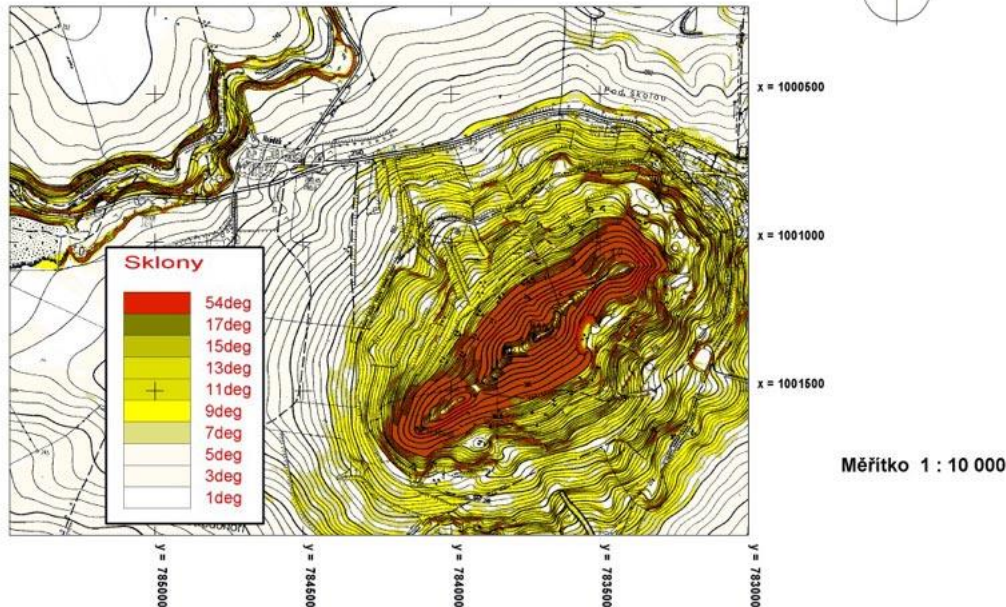 x = 1000500
Pod školou
x = 1001000
Sklony
54deg
17deg
15deg
13deg
11deg
9deg
7deg
5deg
3deg
1deg
x = 1001500
Měřítko 1 : 10 000
y = 785000
y = 784500
y = 784000
y = 783500
y = 783000